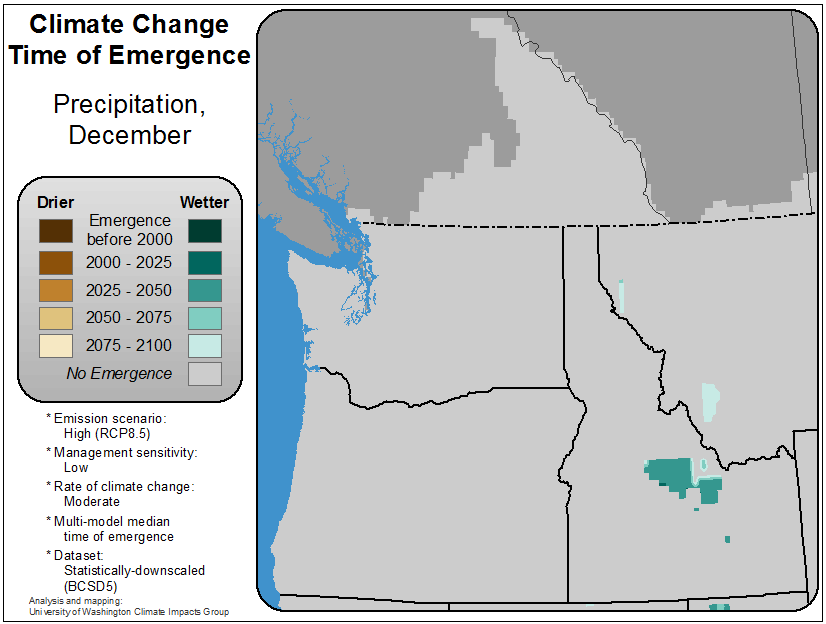 Climate Change
Time of Emergence
Precipitation,
December
Drier
Wetter
Emergence
before 2000
2000 - 2025
2025 - 2050
2050 - 2075
2075 - 2100
No Emergence
* Emission scenario:
High (RCP8.5)
* Management sensitivity:
Low
* Rate of climate change:
Moderate
* Multi-model median
time of emergence
* Dataset:
Statistically-downscaled
(BCSD5)
Analysis and mapping:
University of Washington Climate Impacts Group